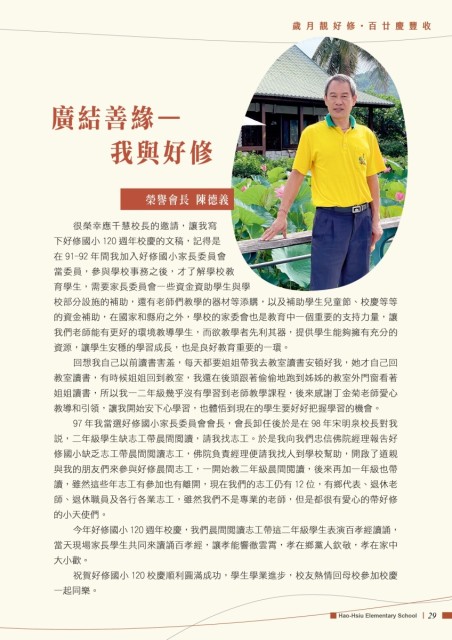 歲月靚好修・百廿慶豐收
廣結善緣—
我與好修
榮譽會長 陳德義
很榮幸應千慧校長的邀請,讓我寫
下好修國小 120 週年校慶的文稿,記得是
在 91-92 年間我加入好修國小家長委員會
當委員,參與學校事務之後,才了解學校教
育學生,需要家長委員會一些資金資助學生與學
校部分設施的補助,還有老師們教學的器材等添購,以及補助學生兒童節、校慶等等
的資金補助,在國家和縣府之外,學校的家委會也是教育中一個重要的支持力量,讓
我們老師能有更好的環境教導學生,而欲教學者先利其器,提供學生能夠擁有充分的
資源,讓學生安穩的學習成長,也是良好教育重要的一環。
回想我自己以前讀書害羞,每天都要姐姐帶我去教室讀書安頓好我,她才自己回
教室讀書,有時候姐姐回到教室,我還在後頭跟著偷偷地跑到姊姊的教室外門窗看著
姐姐讀書,所以我一二年級幾乎沒有學習到老師教學課程,後來感謝丁金菊老師愛心
教導和引領,讓我開始安下心學習,也體悟到現在的學生要好好把握學習的機會。
97 年我當選好修國小家長委員會會長,會長卸任後於是在 98 年宋明泉校長對我
説,二年級學生缺志工帶晨間閱讀,請我找志工。於是我向我們忠信佛院經理報告好
修國小缺乏志工帶晨間閱讀志工,佛院負責經理便請我找人到學校幫助,開啟了道親
與我的朋友們來參與好修晨間志工,一開始教二年級晨間閱讀,後來再加一年級也帶
讀,雖然這些年志工有參加也有離開,現在我們的志工仍有 12 位,有鄉代表、退休老
師、退休職員及各行各業志工,雖然我們不是專業的老師,但是都很有愛心的帶好修
的小天使們。
今年好修國小 120 週年校慶,我們晨間閱讀志工帶這二年級學生表演百孝經讀誦,
當天現場家長學生共同來讀誦百孝經,讓孝能響徹雲霄,孝在鄉黨人欽敬,孝在家中
大小歡。
祝賀好修國小 120 校慶順利圓滿成功,學生學業進步,校友熱情回母校參加校慶
一起同樂。
Hao-Hsiu Elementary School | 29